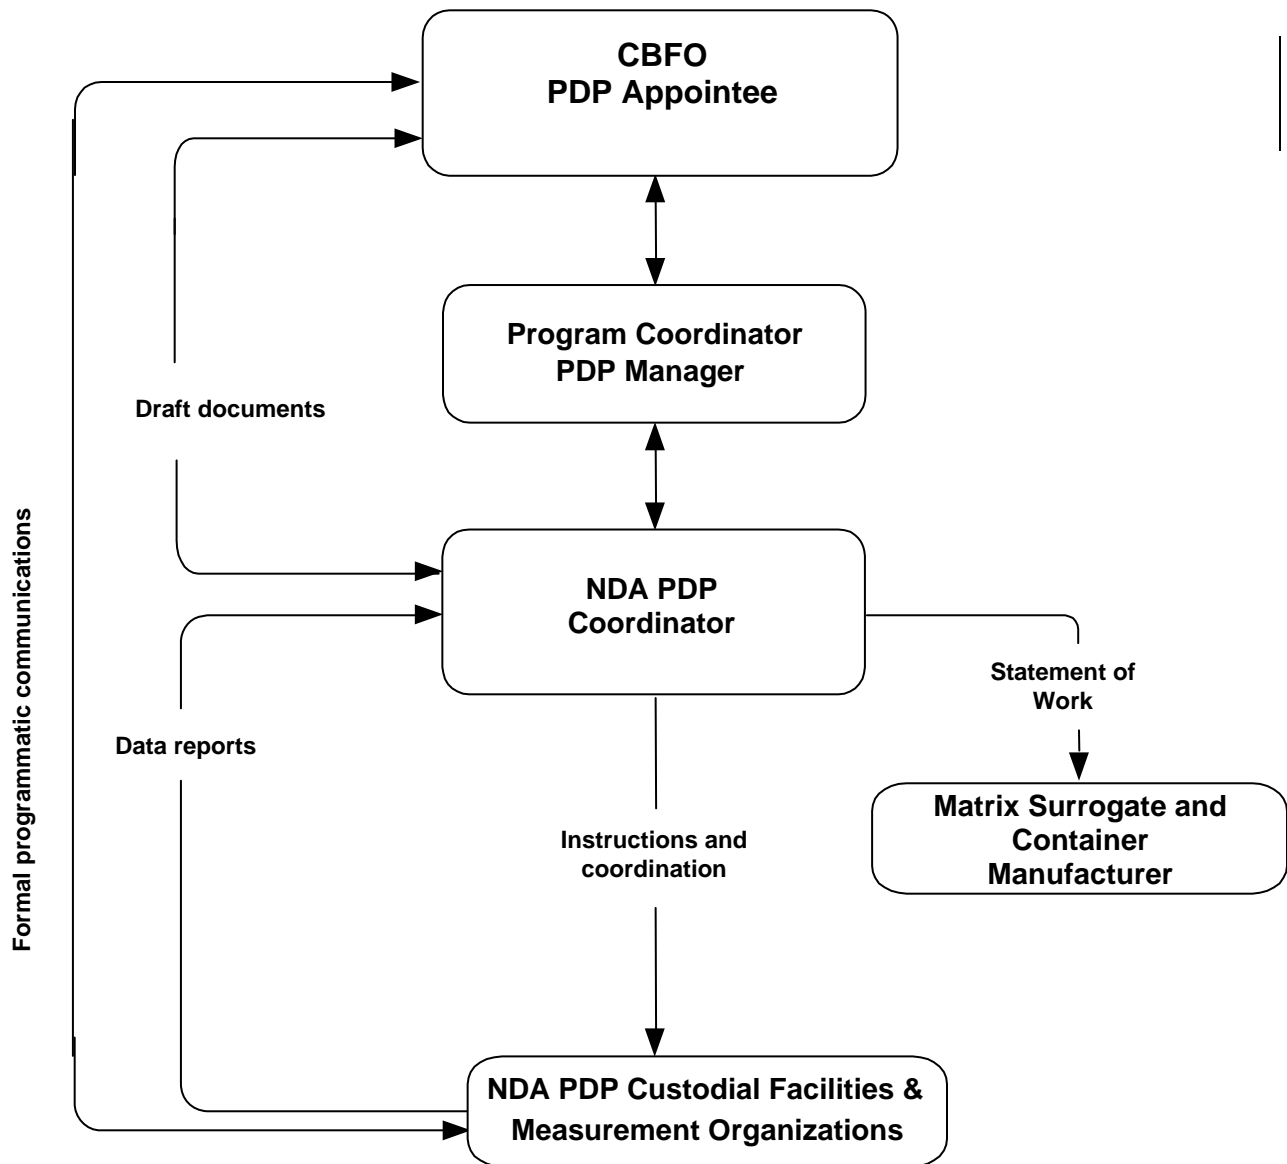 CBFO
PDP Appointee
Program Coordinator
PDP Manager
Draft documents
Formal programmatic communications
NDA PDP
Coordinator
Statement of
Work
Data reports
Matrix Surrogate and
Container
Manufacturer
Instructions and
coordination
NDA PDP Custodial Facilities &
Measurement Organizations